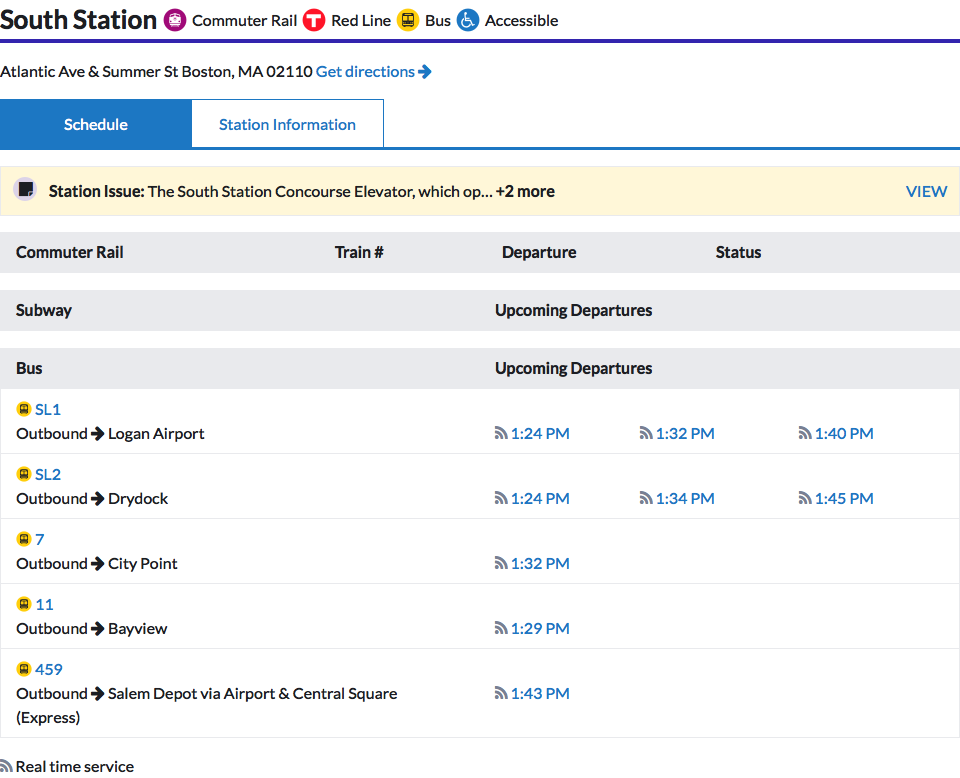 South Station Commuter Rail T Red Line Bus Accessible
Atlantic Ave & Summer St Boston, MA 02110 Get directions
Schedule Station Information
Station Issue: The South Station Concourse Elevator, which op... +2 more VIEW
Commuter Rail Train # Departure Status
Subway Upcoming Departures
Bus Upcoming Departures
SL1
Outbound Logan Airport 1:24 PM 1:32 PM 1:40 PM
SL2
Outbound Drydock 1:24 PM 1:34 PM 1:45 PM
7
Outbound City Point 1:32 PM
11
Outbound Bayview 1:29 PM
459
Outbound Salem Depot via Airport & Central Square 1:43 PM
(Express)
Real time service